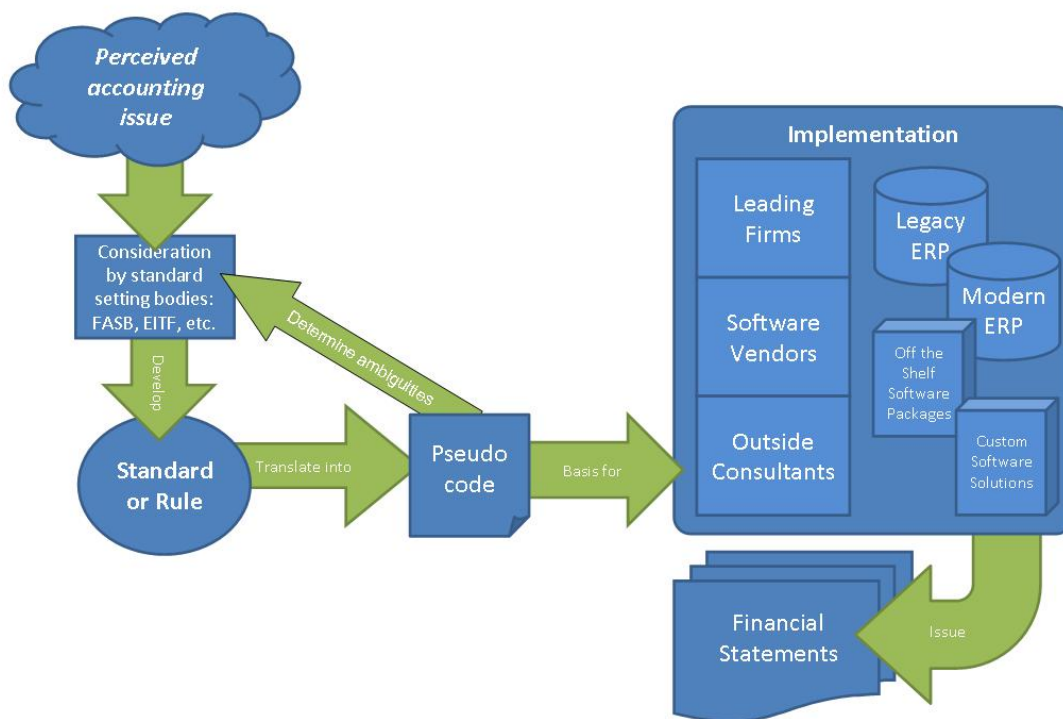 Perceived
accounting
issue
Consideration
by standard
setting bodies:
FASB, EITF, etc.
Develop
Standard
or Rule
Translate into
Pseudo
code
Determine ambiguities
Basis for
Implementation
Leading
Firms
Software
Vendors
Outside
Consultants
Legacy
ERP
Modern
ERP
Off the
Shelf
Software
Packages
Custom
Software
Solutions
Issue
Financial
Statements